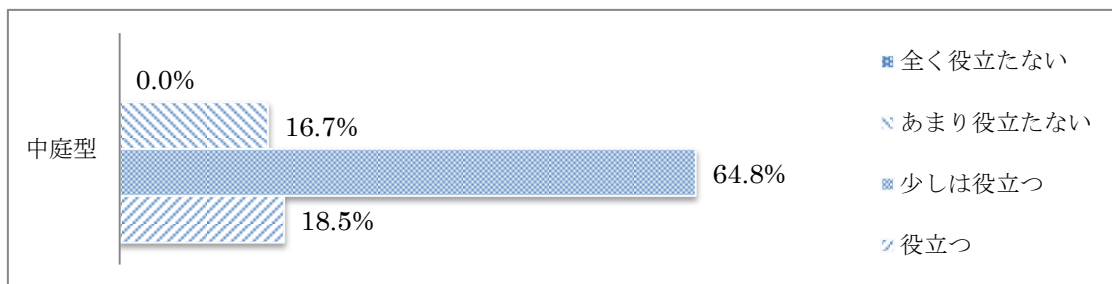 0.0%
全く役立たない
16.7%
あまり役立たない
中庭型
64.8%
少しは役立つ
18.5%
役立つ